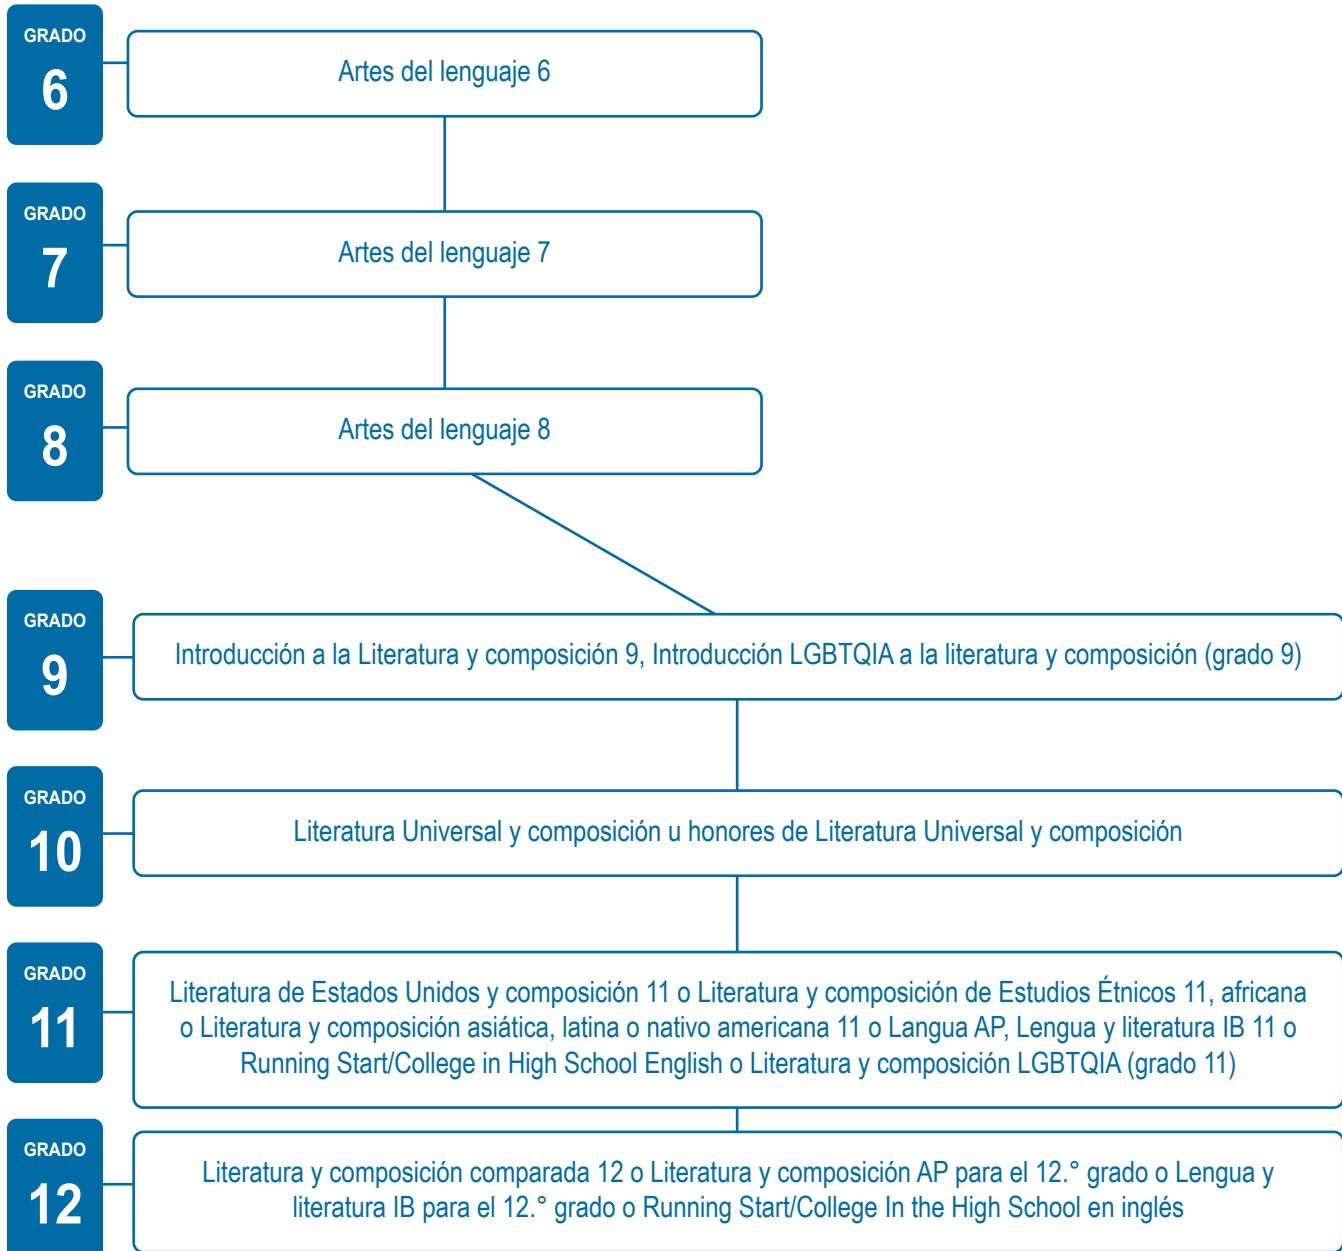 GRADO
6
Artes del lenguaje 6
GRADO
7
Artes del lenguaje 7
GRADO
8
Artes del lenguaje 8
GRADO
9
Introducción a la Literatura y composición 9, Introducción LGBTQIA a la literatura y composición (grado 9)
GRADO
10
Literatura Universal y composición u honores de Literatura Universal y composición
GRADO
11
Literatura de Estados Unidos y composición 11 o Literatura y composición de Estudios Étnicos 11, africana
o Literatura y composición asiática, latina o nativo americana 11 o Langua AP, Lengua y literatura IB 11 o
Running Start/College in High School English o Literatura y composición LGBTQIA (grado 11)
GRADO
12
Literatura y composición comparada 12 o Literatura y composición AP para el 12.° grado o Lengua y
literatura IB para el 12.° grado o Running Start/College In the High School en inglés